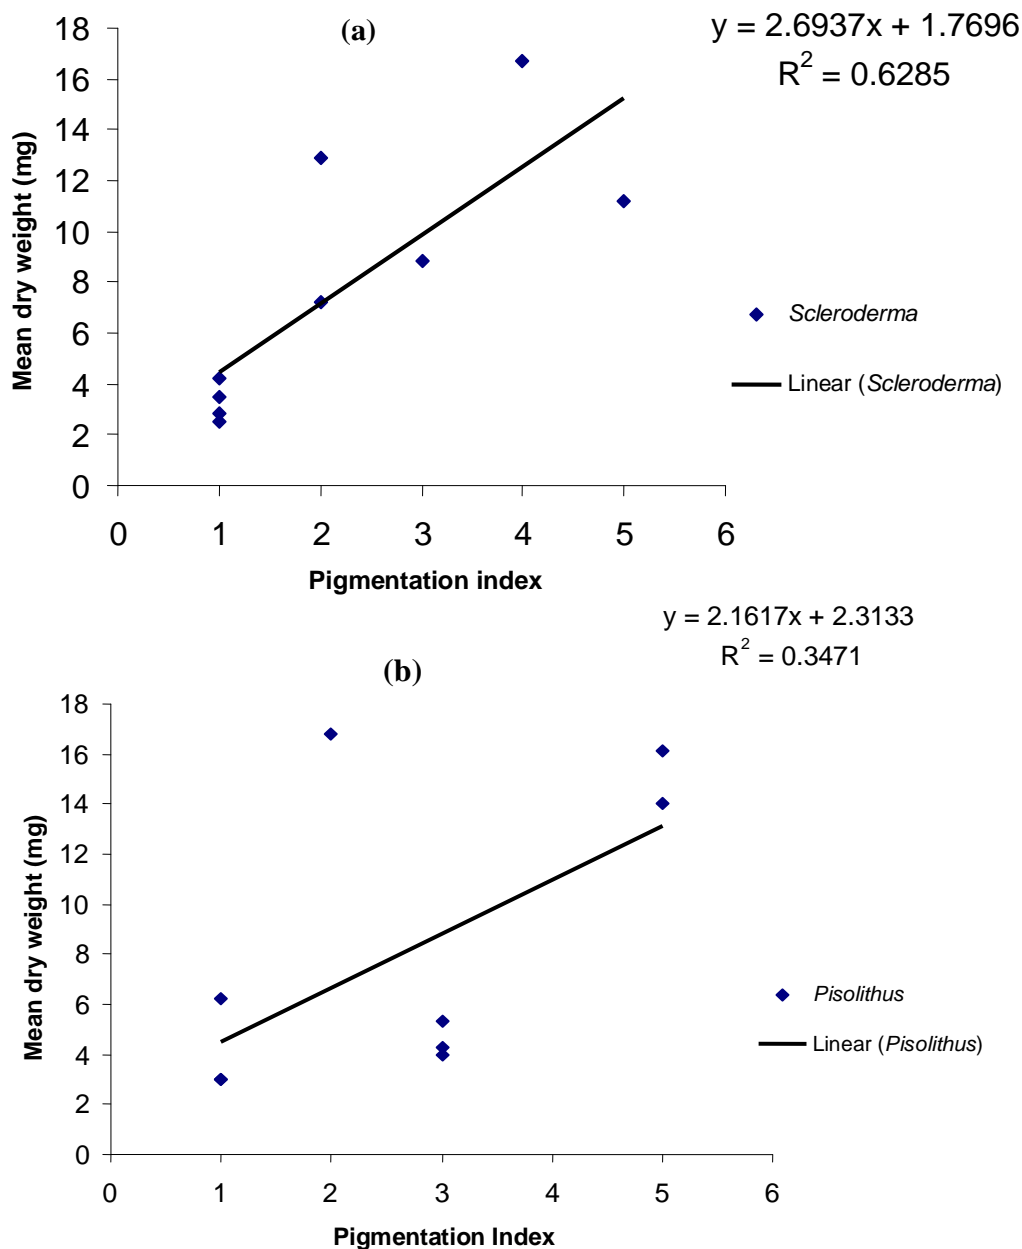 (a)
y = 2.6937x + 1.7696
R² = 0.6285
18
16
14
12
10
8
6
4
2
0
Mean dry weight (mg)
Scleroderma
Linear (Scleroderma)
0 1 2 3 4 5 6
Pigmentation index
y = 2.1617x + 2.3133
R² = 0.3471
(b)
18
16
14
12
10
8
6
4
2
0
Mean dry weight (mg)
Pisolithus
Linear (Pisolithus)
0 1 2 3 4 5 6
Pigmentation Index